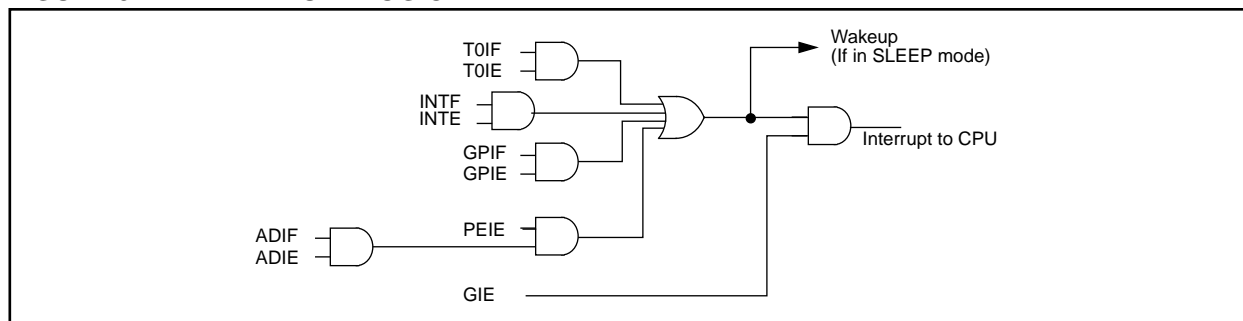 Wakeup
(If in SLEEP mode)
T0IF
T0IE
INTF
INTE
Interrupt to CPU
GPIF
GPIE
PEIE
ADIF
ADIE
GIE